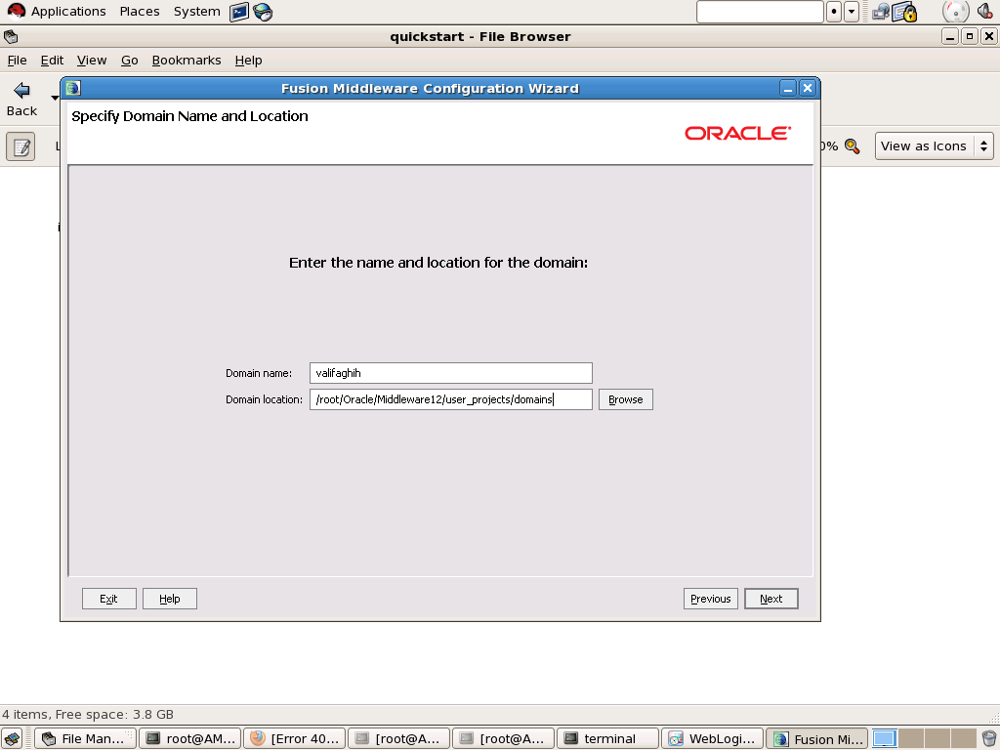 Applications Places System
quickstart - File Browser
File Edit View Go Bookmarks Help
Back
Fusion Middleware Configuration Wizard
Specify Domain Name and Location
ORACLE
0%
View as Icons
Enter the name and location for the domain:
Domain name: valifaghih
Domain location: /root/Oracle/Middleware12/user_projects/domains Browse
Exit Help Previous Next
4 items, Free space: 3.8 GB
File Man... root@AM... [Error 40... [root@A... [root@A... terminal WebLogi... Fusion Mi...